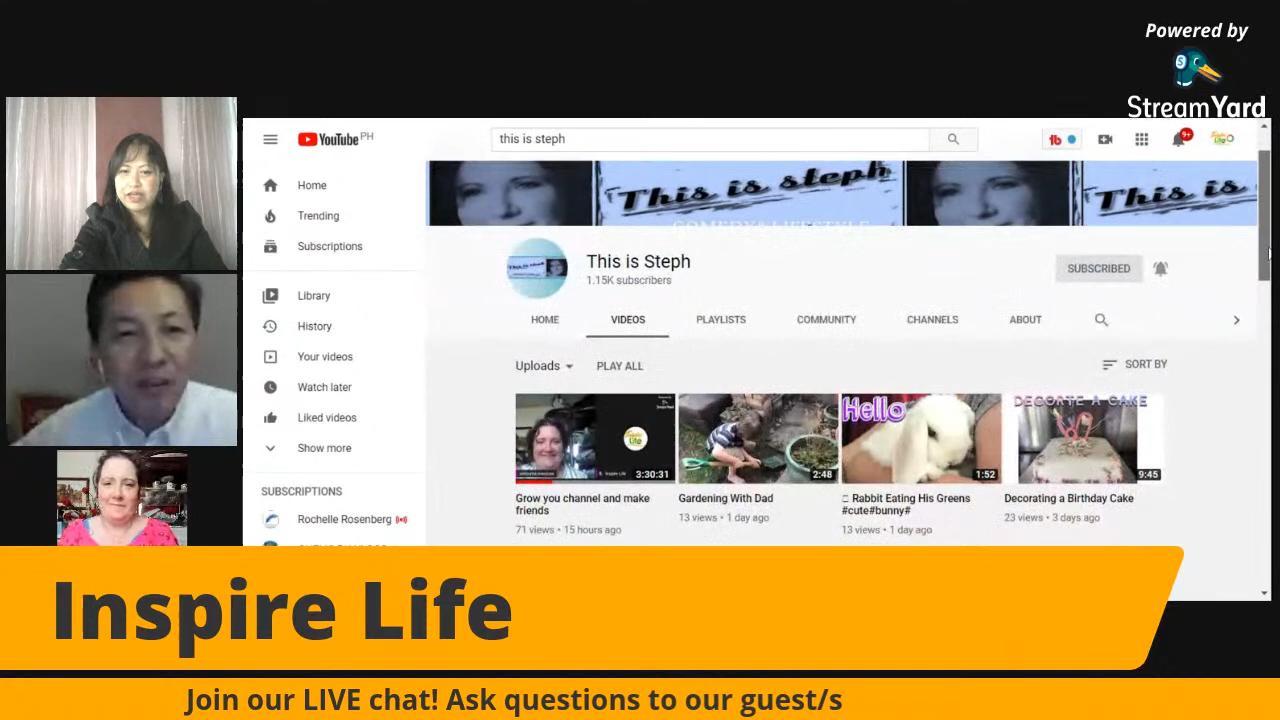 Powered by
StreamYard
YouTube PH
this is steph
9+
Home
Trending
Subscriptions
Library
History
Your videos
Watch later
Liked videos
Show more
SUBSCRIPTIONS
Rochelle Rosenberg
This is steph
This is
COMEDY & LIFESTYLE
This is Steph
1.15K subscribers
SUBSCRIBED
HOME
VIDEOS
PLAYLISTS
COMMUNITY
CHANNELS
ABOUT
Uploads
PLAY ALL
SORT BY
3:30:31
Grow you channel and make
friends
71 views • 15 hours ago
2:48
Gardening With Dad
13 views • 1 day ago
Hello
1:52
Rabbit Eating His Greens
#cute#bunny#
13 views • 1 day ago
DECORTE A CAKE
9:45
Decorating a Birthday Cake
23 views • 3 days ago
Inspire Life
Join our LIVE chat! Ask questions to our guest/s